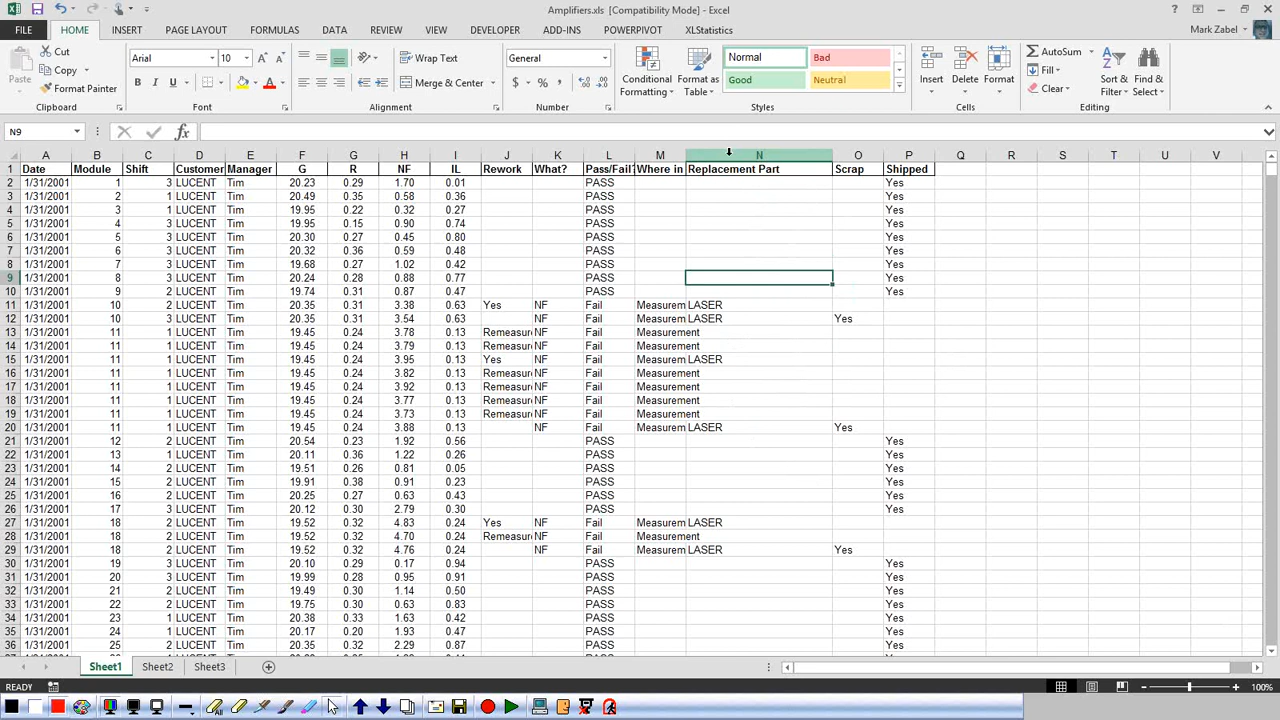 Amplifiers.xls [Compatibility Mode] - Excel
FILE HOME INSERT PAGE LAYOUT FORMULAS DATA REVIEW VIEW DEVELOPER ADD-INS POWERPIVOT XLStatistics Mark Zabel
Paste Cut Copy Format Painter Clipboard
Arial 10 B I U A Font
Wrap Text Merge & Center Alignment
General $ % , Number
Conditional Formatting Format as Table Normal Bad Good Neutral Styles
Insert Delete Format Cells
AutoSum Fill Clear Sort & Filter Find & Select Editing
N9 fx
A B C D E F G H I J K L M N O P Q R S T U V
1 Date Module Shift Customer Manager G R NF IL Rework What? Pass/Fail? Where in Replacement Part Scrap Shipped
2 1/31/2001 1 3 LUCENT Tim 20.23 0.29 1.70 0.01 PASS Yes
3 1/31/2001 2 1 LUCENT Tim 20.49 0.35 0.58 0.36 PASS Yes
4 1/31/2001 3 1 LUCENT Tim 19.95 0.22 0.32 0.27 PASS Yes
5 1/31/2001 4 3 LUCENT Tim 19.95 0.15 0.90 0.74 PASS Yes
6 1/31/2001 5 3 LUCENT Tim 20.30 0.27 0.45 0.80 PASS Yes
7 1/31/2001 6 3 LUCENT Tim 20.32 0.36 0.59 0.48 PASS Yes
8 1/31/2001 7 3 LUCENT Tim 19.68 0.27 1.02 0.42 PASS Yes
9 1/31/2001 8 3 LUCENT Tim 20.24 0.28 0.88 0.77 PASS Yes
10 1/31/2001 9 2 LUCENT Tim 19.74 0.31 0.87 0.47 PASS Yes
11 1/31/2001 10 2 LUCENT Tim 20.35 0.31 3.38 0.63 Yes NF Fail Measurem LASER
12 1/31/2001 10 3 LUCENT Tim 20.35 0.31 3.54 0.63 NF Fail Measurem LASER Yes
13 1/31/2001 11 1 LUCENT Tim 19.45 0.24 3.78 0.13 Remeasure NF Fail Measurement
14 1/31/2001 11 1 LUCENT Tim 19.45 0.24 3.79 0.13 Remeasure NF Fail Measurement
15 1/31/2001 11 1 LUCENT Tim 19.45 0.24 3.95 0.13 Yes NF Fail Measurem LASER
16 1/31/2001 11 1 LUCENT Tim 19.45 0.24 3.82 0.13 Remeasure NF Fail Measurement
17 1/31/2001 11 1 LUCENT Tim 19.45 0.24 3.92 0.13 Remeasure NF Fail Measurement
18 1/31/2001 11 1 LUCENT Tim 19.45 0.24 3.77 0.13 Remeasure NF Fail Measurement
19 1/31/2001 11 1 LUCENT Tim 19.45 0.24 3.73 0.13 Remeasure NF Fail Measurement
20 1/31/2001 11 1 LUCENT Tim 19.45 0.24 3.88 0.13 NF Fail Measurem LASER Yes
21 1/31/2001 12 2 LUCENT Tim 20.54 0.23 1.92 0.56 PASS Yes
22 1/31/2001 13 1 LUCENT Tim 20.11 0.36 1.22 0.26 PASS Yes
23 1/31/2001 14 2 LUCENT Tim 19.51 0.26 0.81 0.05 PASS Yes
24 1/31/2001 15 2 LUCENT Tim 19.91 0.38 0.91 0.23 PASS Yes
25 1/31/2001 16 2 LUCENT Tim 20.25 0.27 0.63 0.43 PASS Yes
26 1/31/2001 17 3 LUCENT Tim 20.12 0.30 2.79 0.30 PASS Yes
27 1/31/2001 18 2 LUCENT Tim 19.52 0.32 4.83 0.24 Yes NF Fail Measurem LASER
28 1/31/2001 18 2 LUCENT Tim 19.52 0.32 4.70 0.24 Remeasure NF Fail Measurement
29 1/31/2001 18 2 LUCENT Tim 19.52 0.32 4.76 0.24 NF Fail Measurem LASER Yes
30 1/31/2001 19 3 LUCENT Tim 20.10 0.29 0.17 0.94 PASS Yes
31 1/31/2001 20 3 LUCENT Tim 19.99 0.28 0.95 0.91 PASS Yes
32 1/31/2001 21 2 LUCENT Tim 19.49 0.30 1.14 0.50 PASS Yes
33 1/31/2001 22 2 LUCENT Tim 19.75 0.30 0.63 0.83 PASS Yes
34 1/31/2001 23 1 LUCENT Tim 20.38 0.33 1.63 0.42 PASS Yes
35 1/31/2001 24 1 LUCENT Tim 20.17 0.20 1.93 0.47 PASS Yes
36 1/31/2001 25 2 LUCENT Tim 20.32 0.32 2.29 0.87 PASS Yes
Sheet1 Sheet2 Sheet3
READY 100%